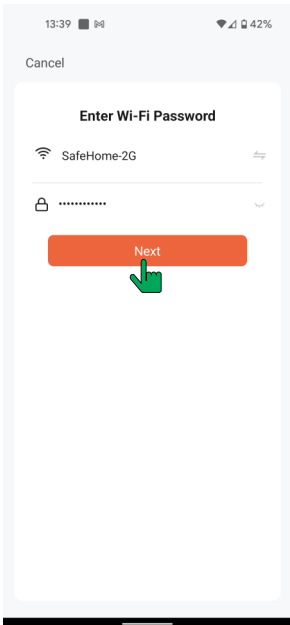 13:39 42%
Cancel
Enter Wi-Fi Password
SafeHome-2G
••••••••••••
Next